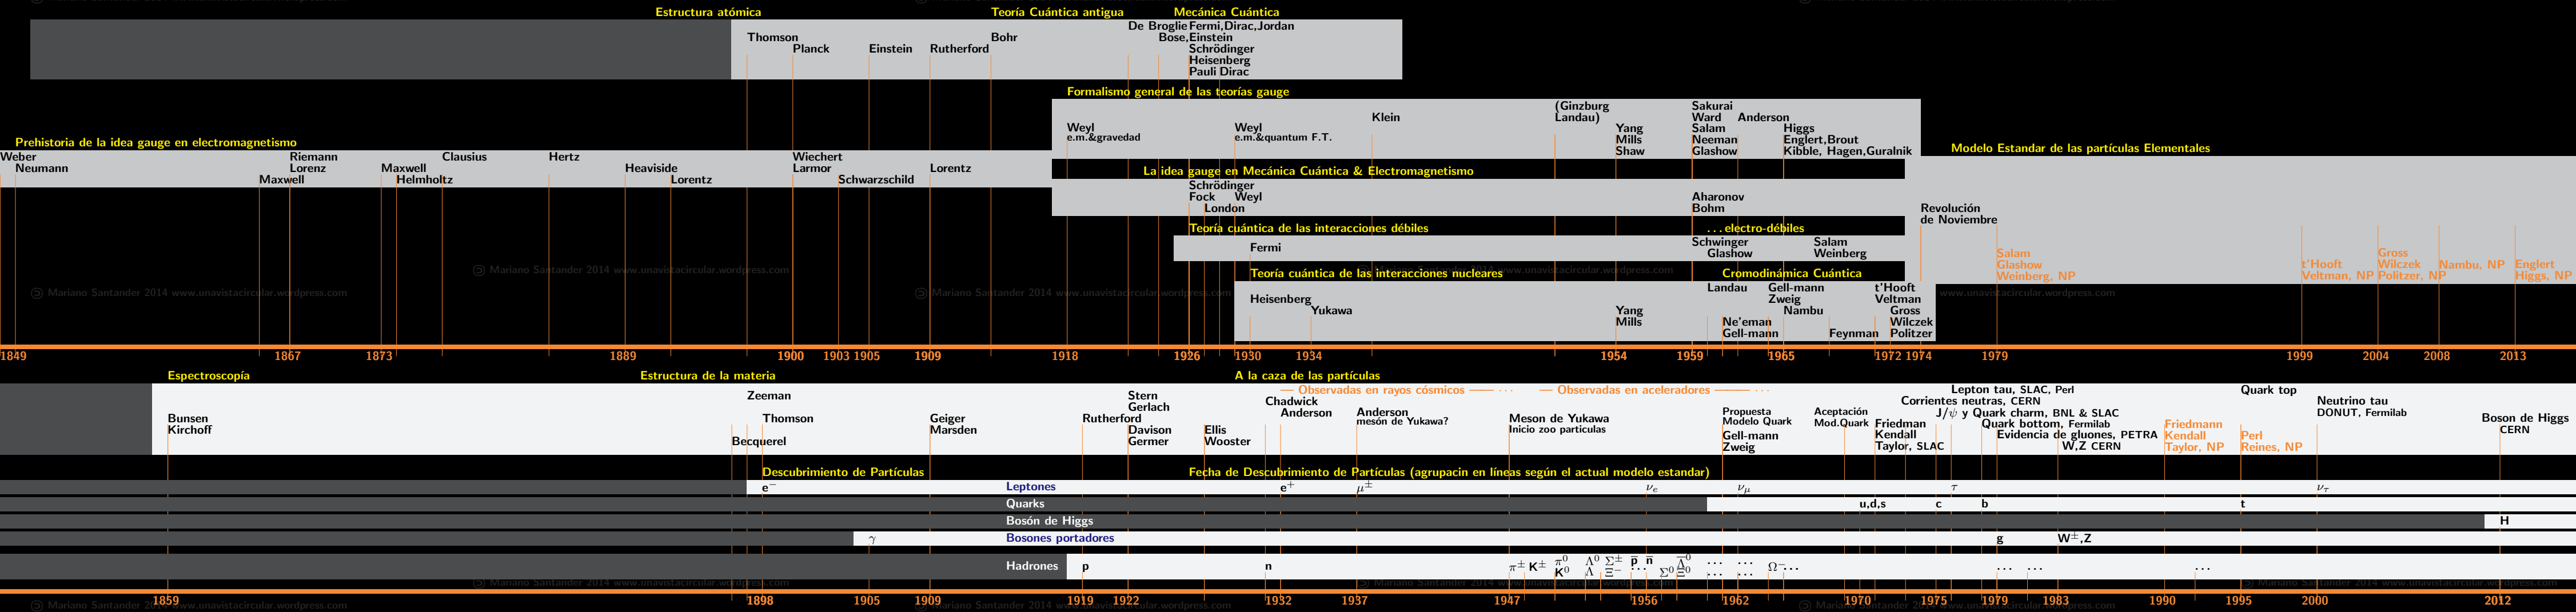 Estructura atómica
Teoría Cuántica antigua
Mecánica Cuántica
De Broglie Fermi,Dirac,Jordan
Thomson
Bohr
Bose,Einstein
Planck
Einstein
Rutherford
Schrödinger
Heisenberg
Pauli Dirac
Formalismo general de las teorías gauge
(Ginzburg
Landau)
Sakurai
Ward
Anderson
Klein
Weyl
e.m.&gravedad
Weyl
e.m.&quantum F.T.
Yang
Mills
Shaw
Salam
Neeman
Glashow
Higgs
Englert,Brout
Kibble, Hagen,Guralnik
Prehistoria de la idea gauge en electromagnetismo
Modelo Estandar de las partículas Elementales
Weber
Neumann
Riemann
Lorenz
Maxwell
Maxwell
Helmholtz
Clausius
Hertz
Heaviside
Lorentz
Wiechert
Larmor
Schwarzschild
Lorentz
La idea gauge en Mecánica Cuántica & Electromagnetismo
Schrödinger
Fock
Weyl
London
Aharonov
Bohm
Revolución
de Noviembre
Teoría cuántica de las interacciones débiles
...electro-débiles
Fermi
Schwinger
Glashow
Salam
Weinberg
Salam
Glashow
Weinberg, NP
t'Hooft
Veltman, NP
Gross
Wilczek
Politzer, NP
Nambu, NP
Englert
Higgs, NP
Mariano Santander 2014 www.unavistacircular.wordpress.com
Teoría cuántica de las interacciones nucleares
Cromodinámica Cuántica
Heisenberg
Yukawa
Yang
Mills
Landau
Ne'eman
Gell-mann
Gell-mann
Zweig
Nambu
Feynman
t'Hooft
Veltman
Gross
Wilczek
Politzer
1849 1867 1873 1889 1900 1903 1905 1909 1918 1926 1930 1934 1954 1959 1965 1972 1974 1979 1999 2004 2008 2013
Espectroscopía
Estructura de la materia
A la caza de las partículas
Observadas en rayos cósmicos ...
Observadas en aceleradores ...
Bunsen
Kirchoff
Zeeman
Thomson
Becquerel
Geiger
Marsden
Rutherford
Stern
Gerlach
Davison
Germer
Ellis
Wooster
Chadwick
Anderson
Anderson
mesón de Yukawa?
Meson de Yukawa
Inicio zoo particulas
Propuesta
Modelo Quark
Gell-mann
Zweig
Aceptación
Mod.Quark
Friedman
Kendall
Taylor, SLAC
Lepton tau, SLAC, Perl
Corrientes neutras, CERN
J/ψ y Quark charm, BNL & SLAC
Quark bottom, Fermilab
Evidencia de gluones, PETRA
W,Z CERN
Friedmann
Kendall
Taylor, NP
Quark top
Perl
Reines, NP
Neutrino tau
DONUT, Fermilab
Boson de Higgs
CERN
Descubrimiento de Partículas
Fecha de Descubrimiento de Partículas (agrupacin en líneas según el actual modelo estandar)
e⁻ Leptones e⁺ μ± νe νμ τ ντ
Quarks u,d,s c b t
Bosón de Higgs H
γ Bosones portadores g W±,Z
Hadrones p n π± K± π⁰ K⁰ Λ⁰ Λ Σ± Ξ⁻ p̅ n̅ ... Σ⁰ Ξ⁰ ... ... Ω⁻... ... ... ...
1859 1898 1905 1909 1919 1922 1932 1937 1947 1956 1962 1970 1975 1979 1983 1990 1995 2000 2012